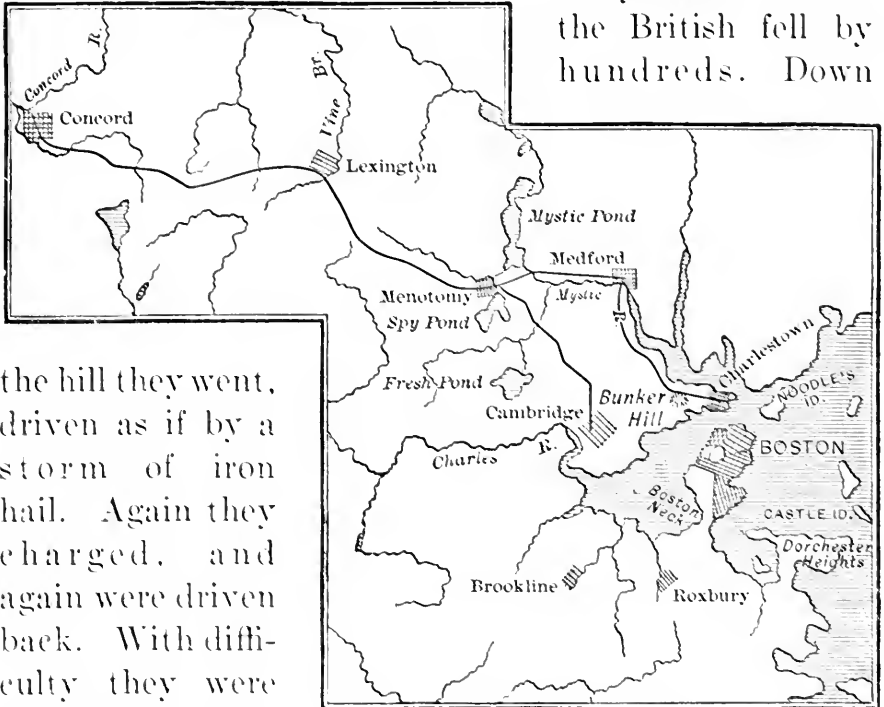 the British fell by
hundreds. Down
Concord R.
Concord
Vine Br.
Lexington
Mystic Pond
Medford
Menotomy
Mystic
R.
Spy Pond
Charlestown
NOODLE'S
ID.
Fresh Pond
Bunker
Hill
Cambridge
Charles R.
BOSTON
Boston
Neck
CASTLE ID.
Dorchester
Heights
Brookline
Roxbury
the hill they went,
driven as if by a
storm of iron
hail. Again they
charged, and
again were driven
back. With diffi-
culty they were